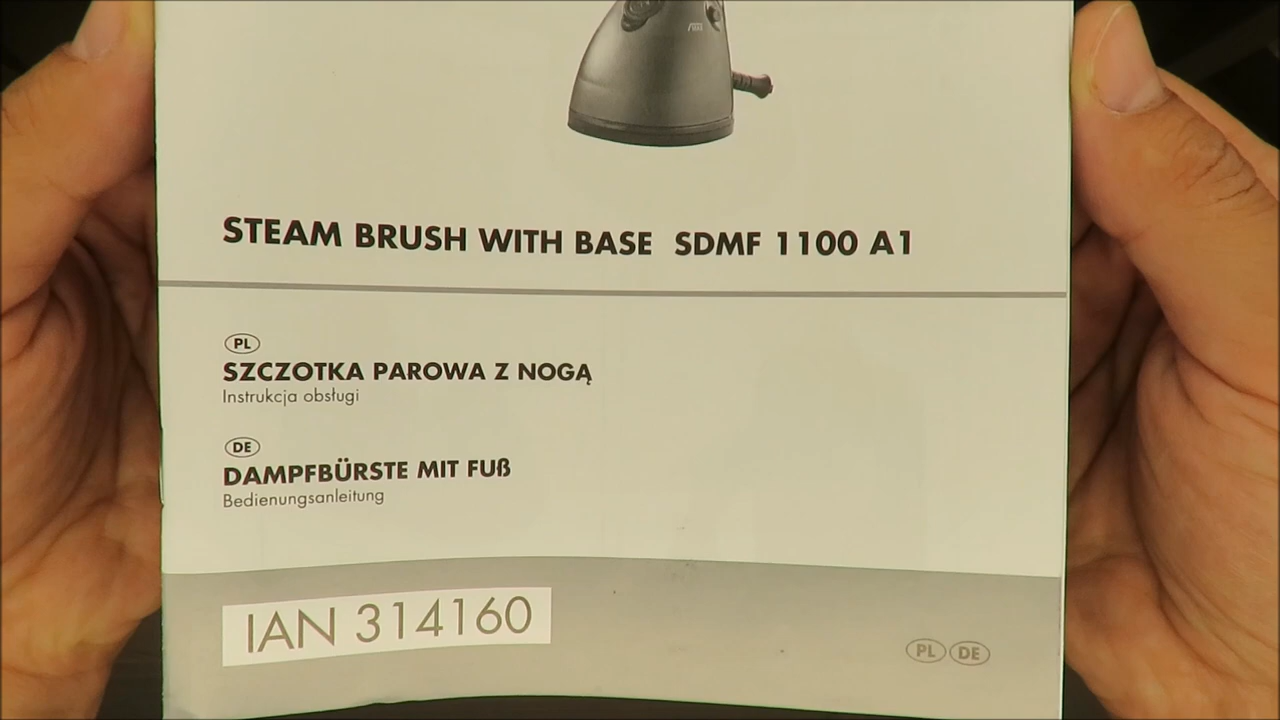 STEAM BRUSH WITH BASE SDMF 1100 A1
PL
SZCZOTKA PAROWA Z NOGĄ
Instrukcja obsługi
DE
DAMPFBÜRSTE MIT FUß
Bedienungsanleitung
IAN 314160
PL DE